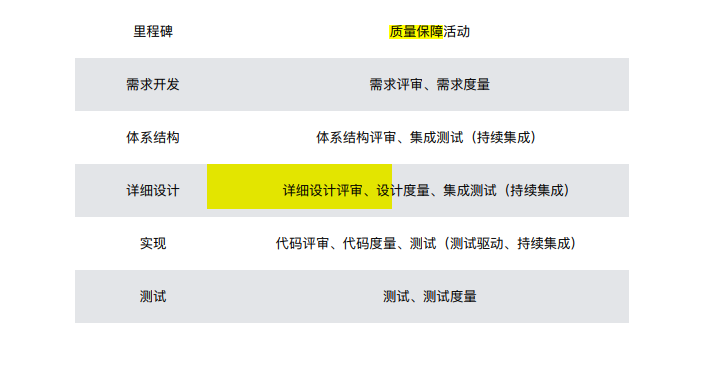 里程碑 质量保障活动
需求开发 需求评审、需求度量
体系结构 体系结构评审、集成测试（持续集成）
详细设计 详细设计评审、设计度量、集成测试（持续集成）
实现 代码评审、代码度量、测试（测试驱动、持续集成）
测试 测试、测试度量